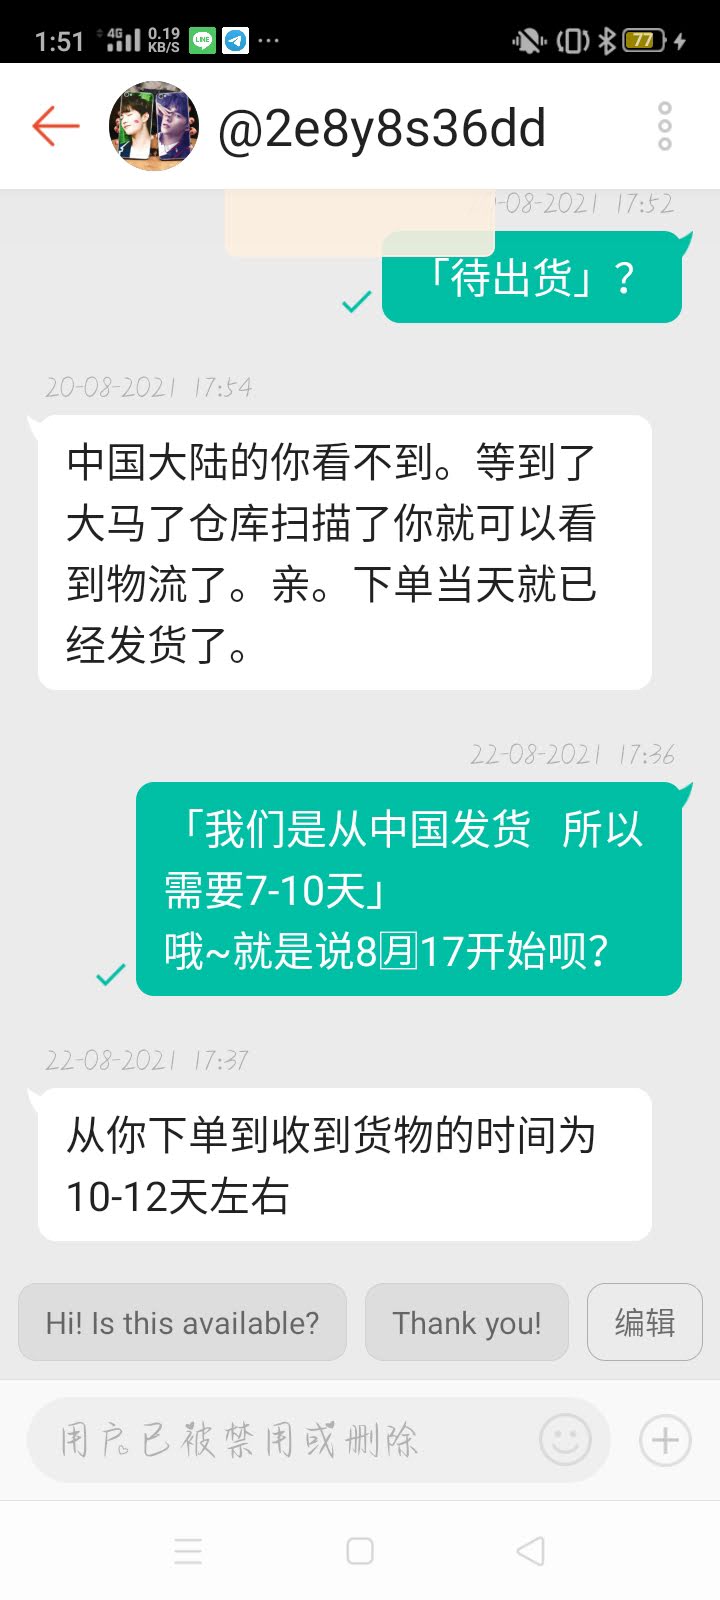 1:51 4G 0.19 KB/S LINE ... 77
@2e8y8s36dd
-08-2021 17:52
「待出货」?
20-08-2021 17:54
中国大陆的你看不到。等到了
大马了仓库扫描了你就可以看
到物流了。亲。下单当天就已
经发货了。
22-08-2021 17:36
「我们是从中国发货 所以
需要7-10天」
哦~就是说8🈷17开始呗?
22-08-2021 17:37
从你下单到收到货物的时间为
10-12天左右
Hi! Is this available?
Thank you!
编辑
用户已被禁用或删除